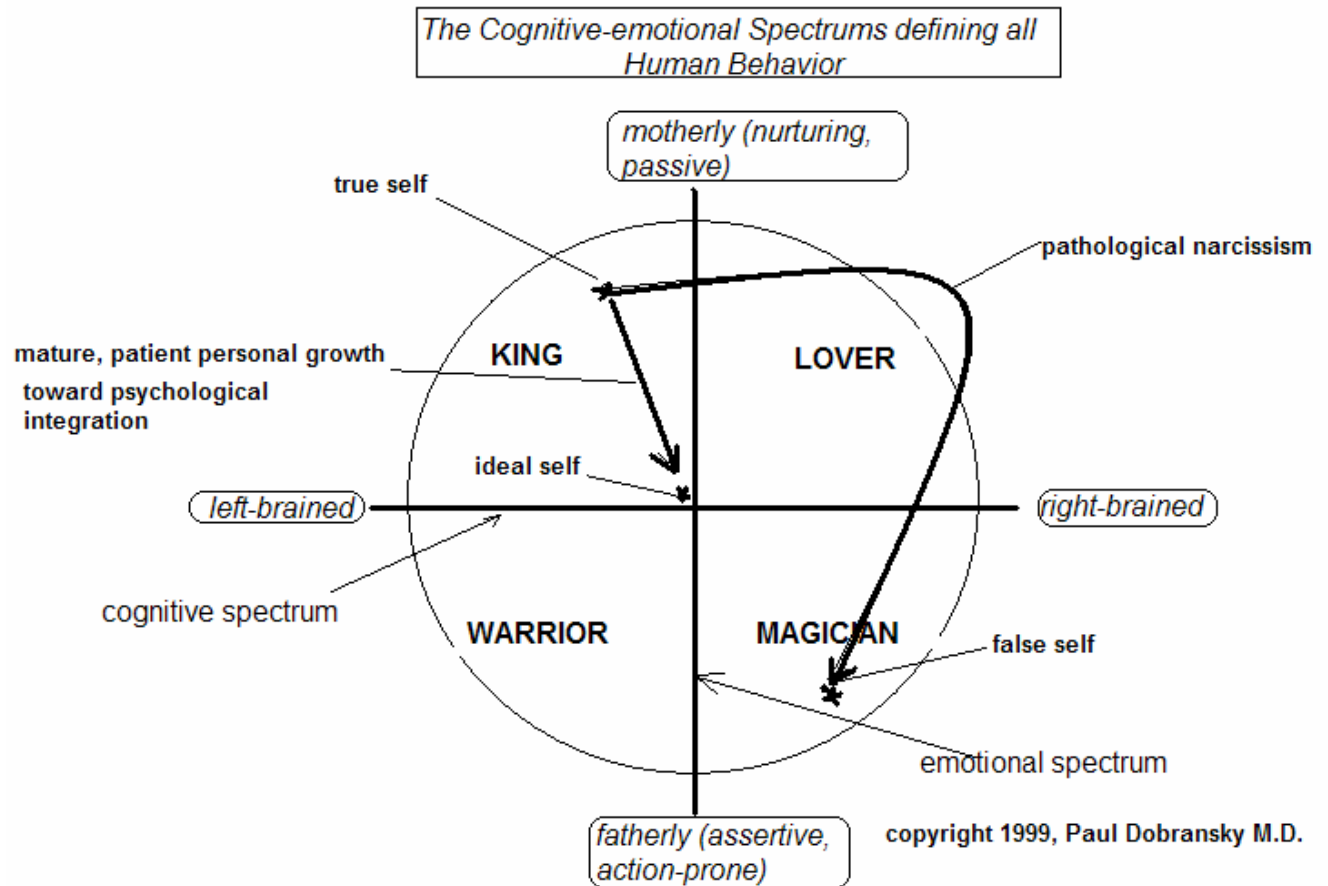 The Cognitive-emotional Spectrums defining all
Human Behavior
motherly (nurturing,
passive)
true self
pathological narcissism
KING
LOVER
mature, patient personal growth
toward psychological
integration
ideal self
left-brained
right-brained
cognitive spectrum
WARRIOR
MAGICIAN
false self
emotional spectrum
fatherly (assertive,
action-prone)
copyright 1999, Paul Dobransky M.D.